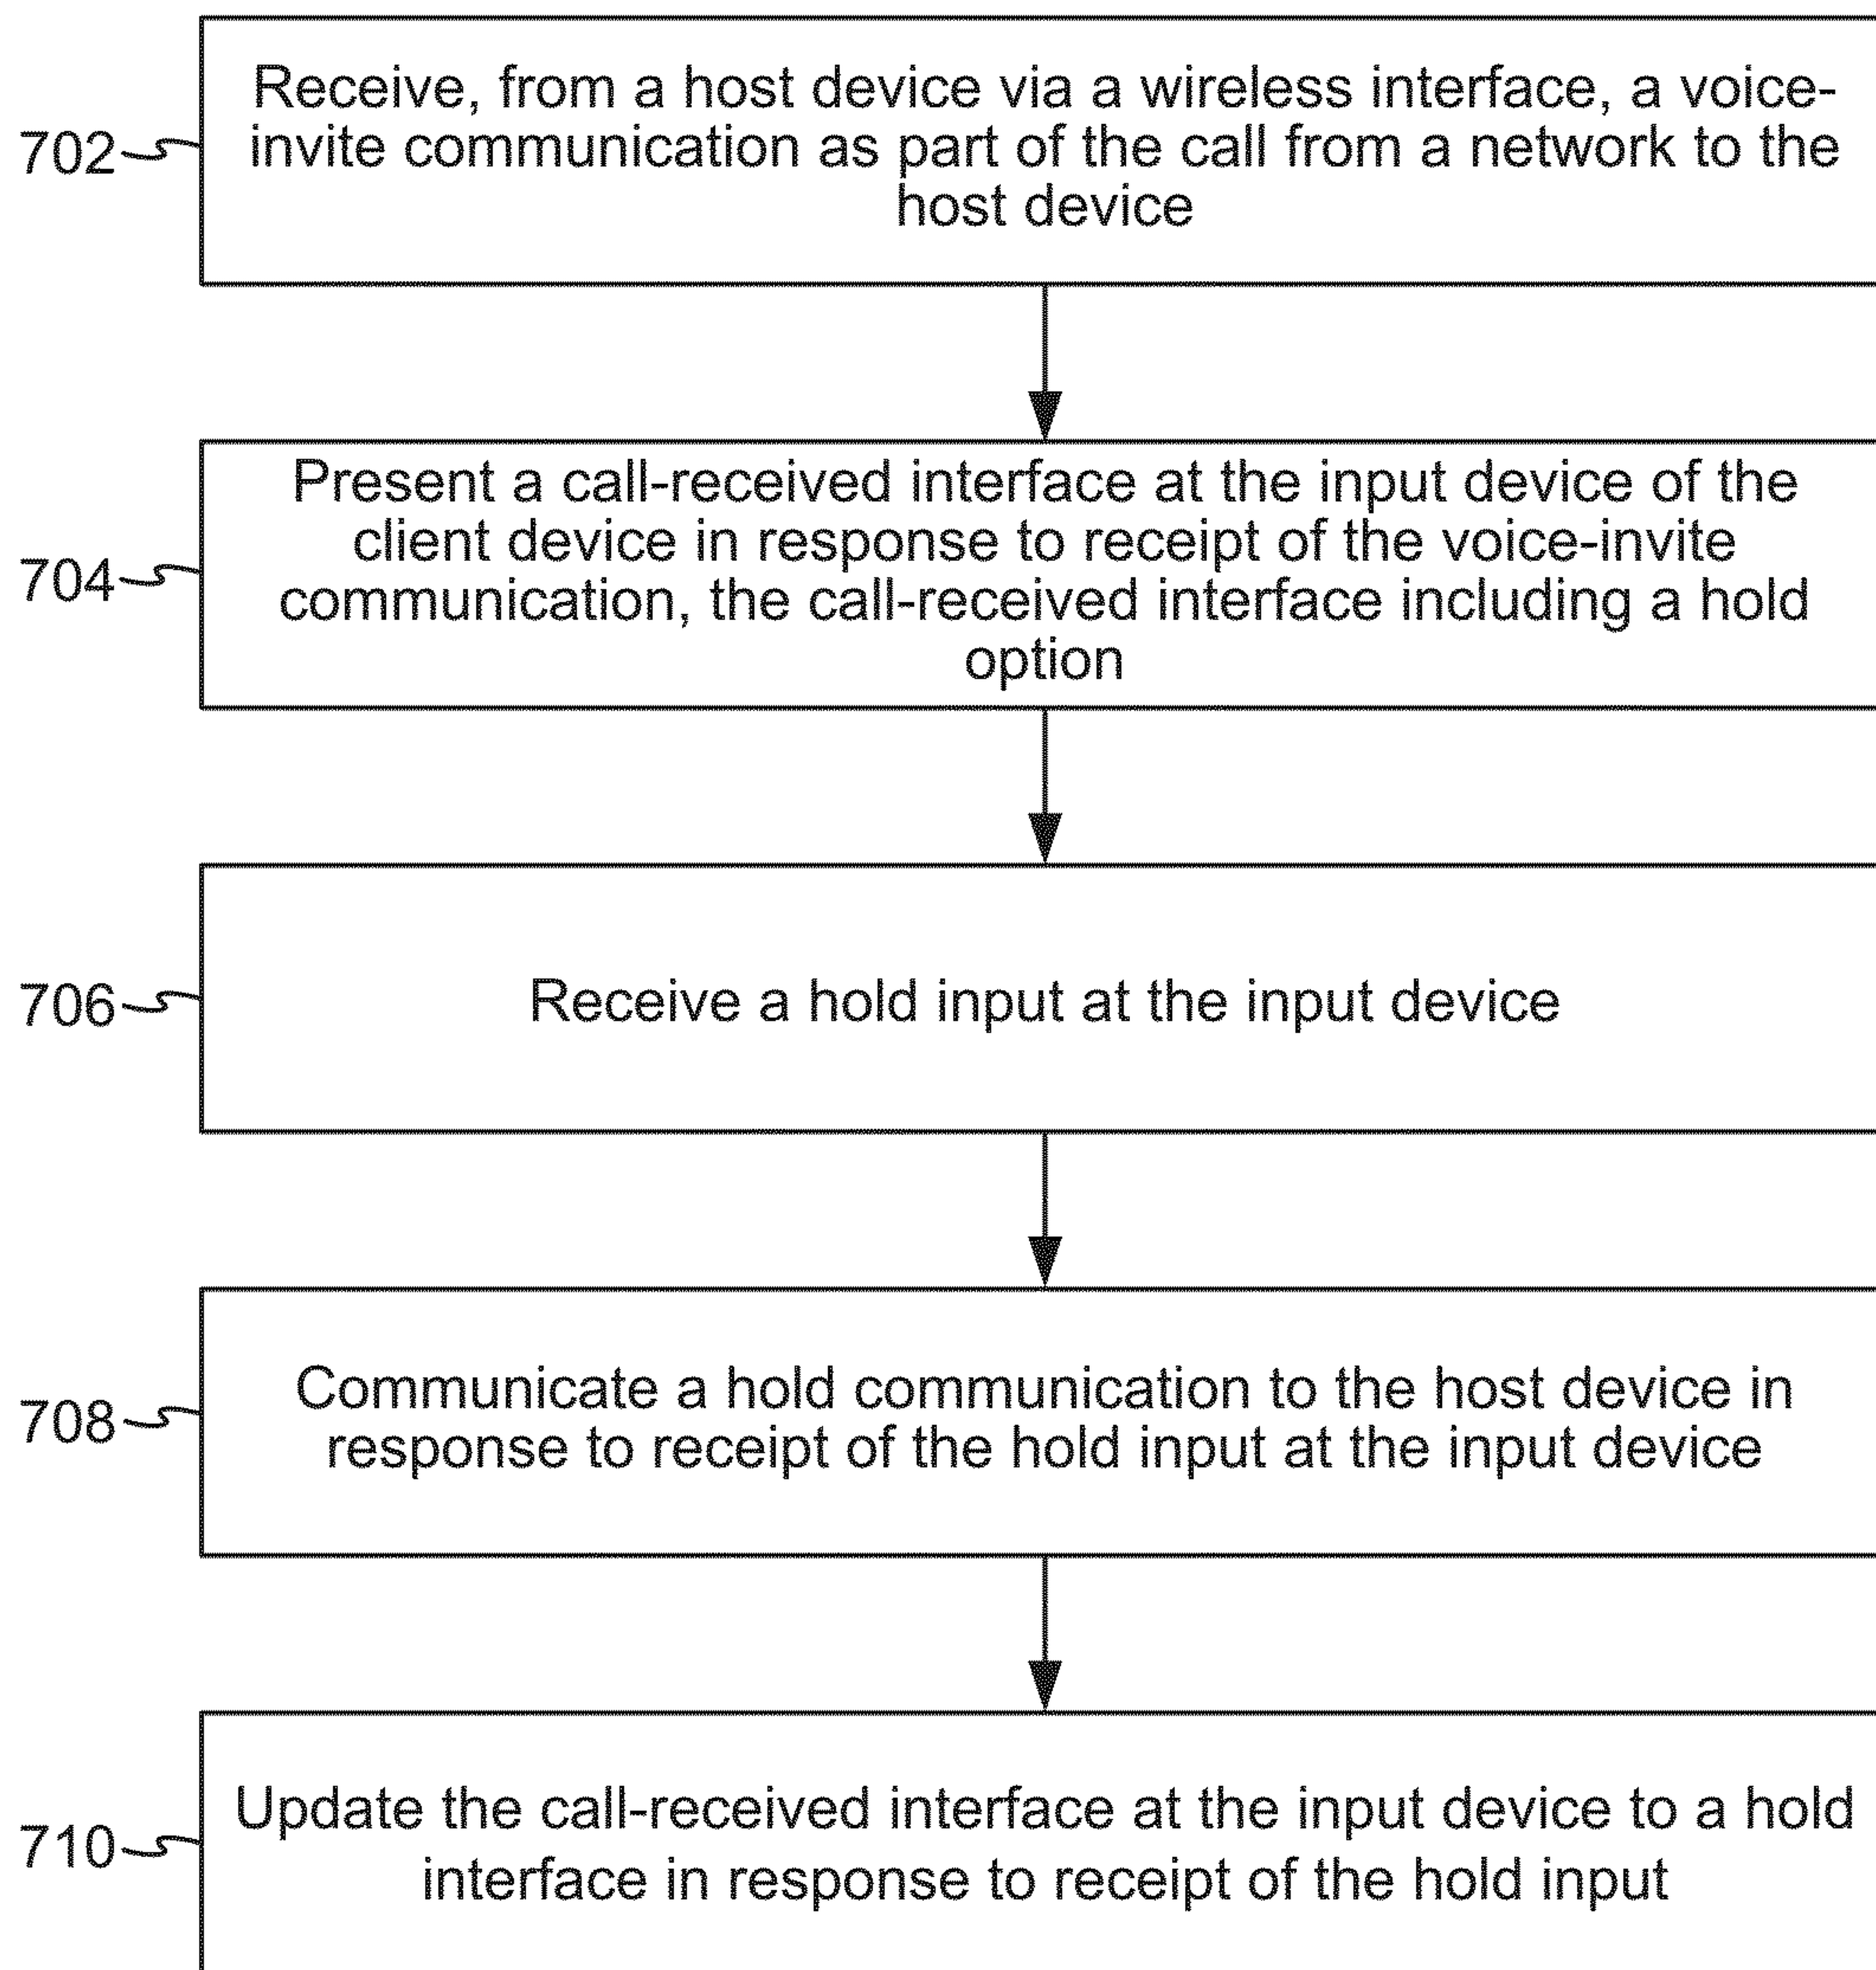 702
Receive, from a host device via a wireless interface, a voice-
invite communication as part of the call from a network to the
host device
704
Present a call-received interface at the input device of the
client device in response to receipt of the voice-invite
communication, the call-received interface including a hold
option
706
Receive a hold input at the input device
708
Communicate a hold communication to the host device in
response to receipt of the hold input at the input device
710
Update the call-received interface at the input device to a hold
interface in response to receipt of the hold input